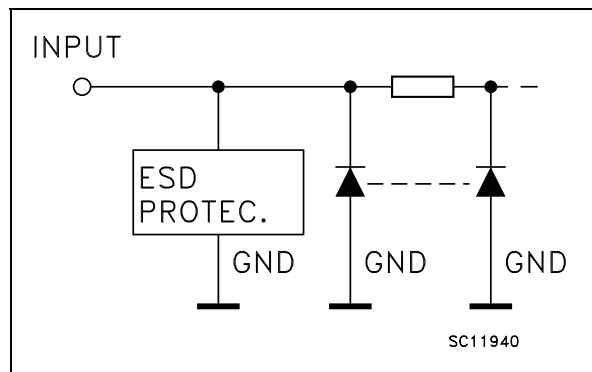 INPUT
ESD
PROTEC.
GND
GND
GND
SC11940